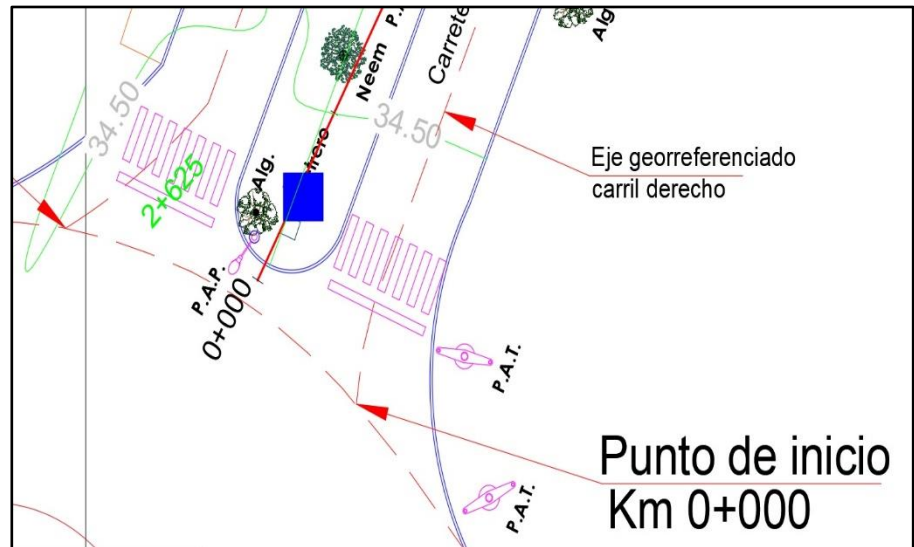 P.A
Neem
Carrete
Alg
34.50
34.50
trero
Alg.
Eje georreferenciado
carril derecho
2+625
P.A.P.
0+000
P.A.T.
P.A.T.
Punto de inicio
Km 0+000